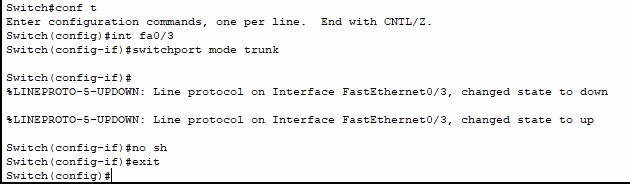 Switch#conf t
Enter configuration commands, one per line.  End with CNTL/Z.
Switch(config)#int fa0/3
Switch(config-if)#switchport mode trunk
Switch(config-if)#
%LINEPROTO-5-UPDOWN: Line protocol on Interface FastEthernet0/3, changed state to down
%LINEPROTO-5-UPDOWN: Line protocol on Interface FastEthernet0/3, changed state to up
Switch(config-if)#no sh
Switch(config-if)#exit
Switch(config)#